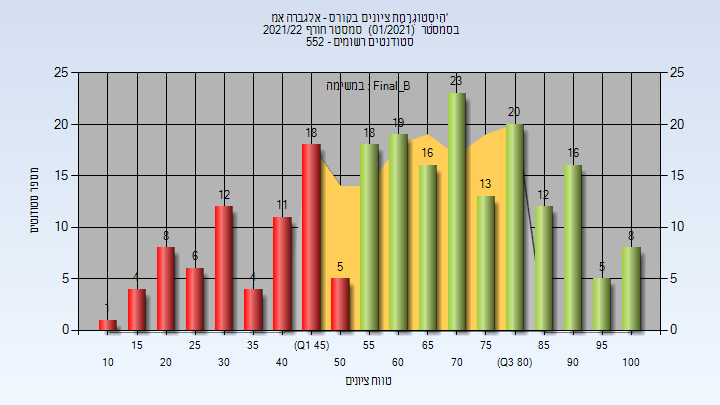 היסטוגרמת ציונים בקורס - אלגברה אמ'
בסמסטר (01/2021) סמסטר חורף 2021/22
סטודנטים רשומים - 552
במשימה : Final_B
25 25
20 20
15 15
10 10
5 5
0 0
1 4 8 6 12 4 11 18 5 18 19 16 23 13 20 12 16 5 8
מספר סטודנטים
15 25 35 (Q1 45) 55 65 75 85 95
10 20 30 40 50 60 70 (Q3 80) 90 100
טווח ציונים